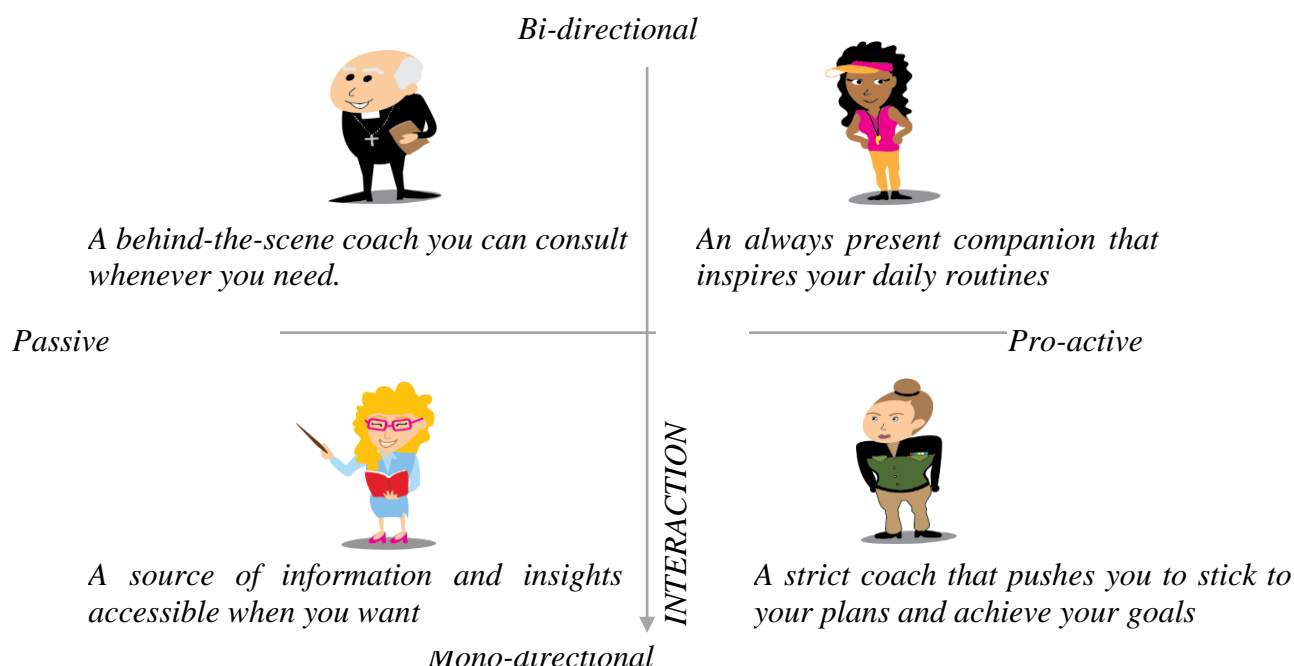 Bi-directional
A behind-the-scene coach you can consult
whenever you need.
An always present companion that
inspires your daily routines
Passive
Pro-active
INTERACTION
A source of information and insights
accessible when you want
A strict coach that pushes you to stick to
your plans and achieve your goals
Mono-directional